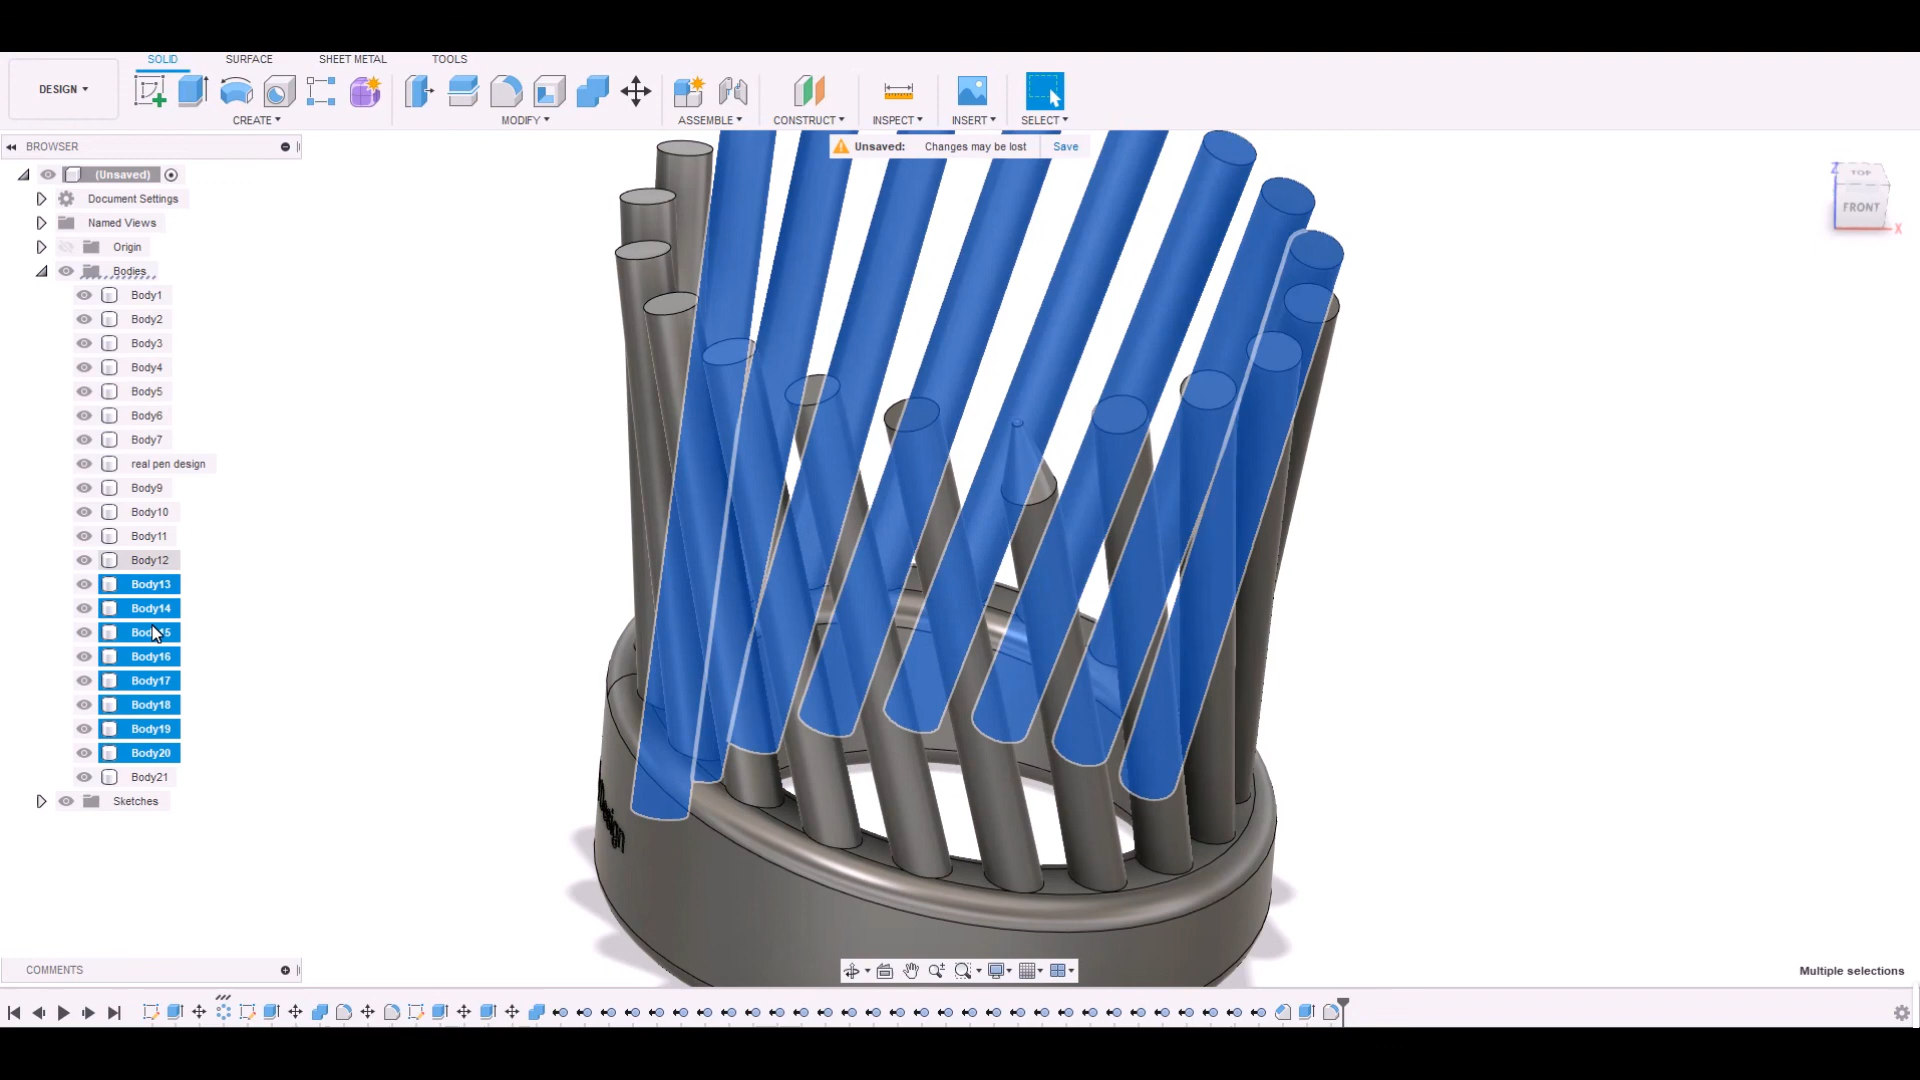 SOLID SURFACE SHEET METAL TOOLS
DESIGN
CREATE MODIFY ASSEMBLE CONSTRUCT INSPECT INSERT SELECT
BROWSER
Unsaved: Changes may be lost Save
(Unsaved)
Document Settings
Named Views
Origin
Bodies
Body1
Body2
Body3
Body4
Body5
Body6
Body7
real pen design
Body9
Body10
Body11
Body12
Body13
Body14
Body15
Body16
Body17
Body18
Body19
Body20
Body21
Sketches
Z
TOP
FRONT
X
COMMENTS
Multiple selections